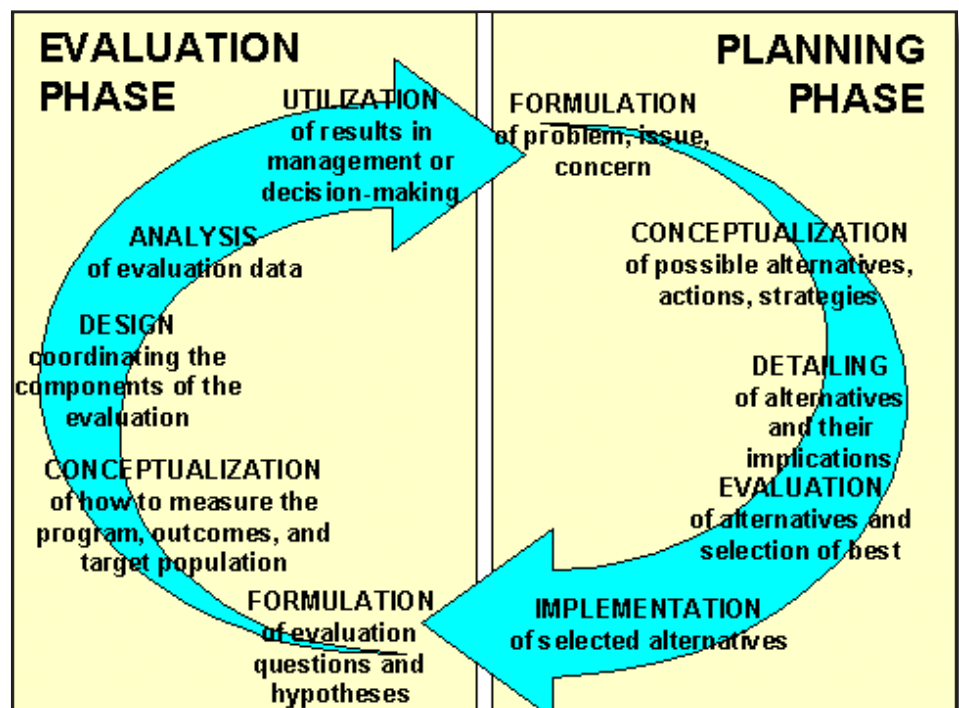 EVALUATION
PHASE
UTILIZATION
of results in
management or
decision-making
ANALYSIS
of evaluation data
DESIGN
coordinating the
components of the
evaluation
CONCEPTUALIZATION
of how to measure the
program, outcomes, and
target population
FORMULATION
of evaluation
questions and
hypotheses
PLANNING
PHASE
FORMULATION
of problem, issue,
concern
CONCEPTUALIZATION
of possible alternatives,
actions, strategies
DETAILING
of alternatives
and their
implications
EVALUATION
of alternatives and
selection of best
IMPLEMENTATION
of selected alternatives